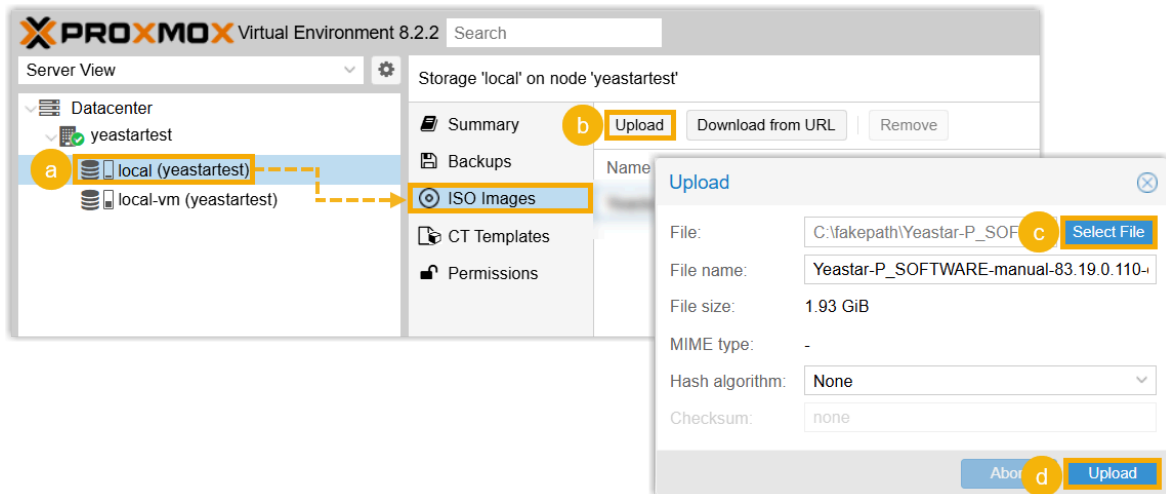 PROXMOX Virtual Environment 8.2.2 Search
Server View
Storage 'local' on node 'yeastartest'
Datacenter
yeastartest
a
local (yeastartest)
local-vm (yeastartest)
Summary
Backups
ISO Images
CT Templates
Permissions
b
Upload
Download from URL
Remove
Name
Upload
File:
C:\fakepath\Yeastar-P_SOF
c
Select File
File name:
Yeastar-P_SOFTWARE-manual-83.19.0.110-
File size:
1.93 GiB
MIME type:
-
Hash algorithm:
None
Checksum:
none
Abor
d
Upload